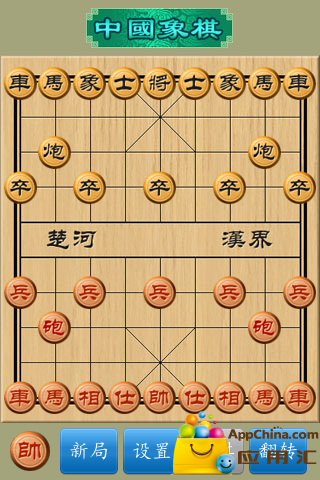 中國象棋
車馬象士將士象馬車
炮 炮
卒 卒 卒 卒 卒
楚河 漢界
兵 兵 兵 兵 兵
砲 砲
車馬相仕帥仕相馬車
帥 新局 设置 翻转
AppChina.com
应用汇